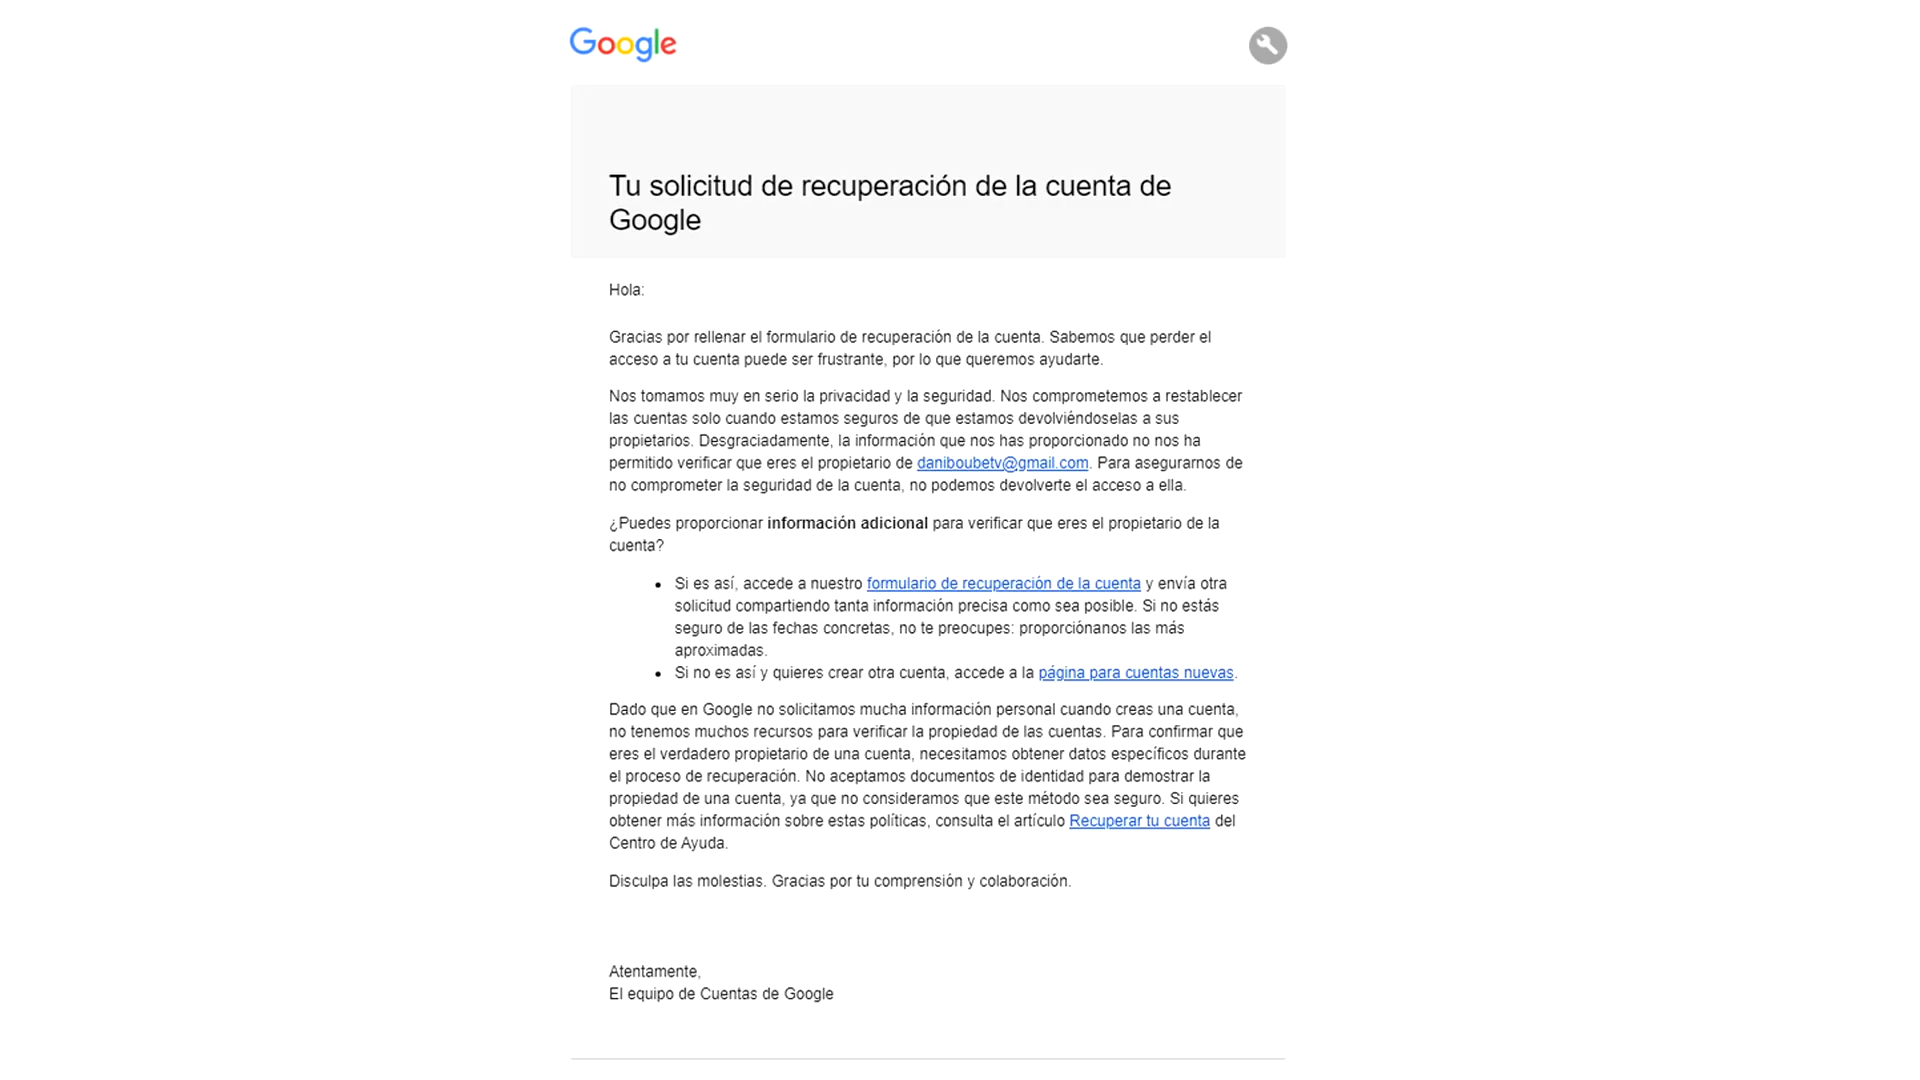 Google
Tu solicitud de recuperación de la cuenta de
Google
Hola:
Gracias por rellenar el formulario de recuperación de la cuenta. Sabemos que perder el
acceso a tu cuenta puede ser frustrante, por lo que queremos ayudarte.
Nos tomamos muy en serio la privacidad y la seguridad. Nos comprometemos a restablecer
las cuentas solo cuando estamos seguros de que estamos devolviéndoselas a sus
propietarios. Desgraciadamente, la información que nos has proporcionado no nos ha
permitido verificar que eres el propietario de daniboubetv@gmail.com. Para asegurarnos de
no comprometer la seguridad de la cuenta, no podemos devolverte el acceso a ella.
¿Puedes proporcionar información adicional para verificar que eres el propietario de la
cuenta?
• Si es así, accede a nuestro formulario de recuperación de la cuenta y envía otra
solicitud compartiendo tanta información precisa como sea posible. Si no estás
seguro de las fechas concretas, no te preocupes: proporciónanos las más
aproximadas.
• Si no es así y quieres crear otra cuenta, accede a la página para cuentas nuevas.
Dado que en Google no solicitamos mucha información personal cuando creas una cuenta,
no tenemos muchos recursos para verificar la propiedad de las cuentas. Para confirmar que
eres el verdadero propietario de una cuenta, necesitamos obtener datos específicos durante
el proceso de recuperación. No aceptamos documentos de identidad para demostrar la
propiedad de una cuenta, ya que no consideramos que este método sea seguro. Si quieres
obtener más información sobre estas políticas, consulta el artículo Recuperar tu cuenta del
Centro de Ayuda.
Disculpa las molestias. Gracias por tu comprensión y colaboración.
Atentamente,
El equipo de Cuentas de Google